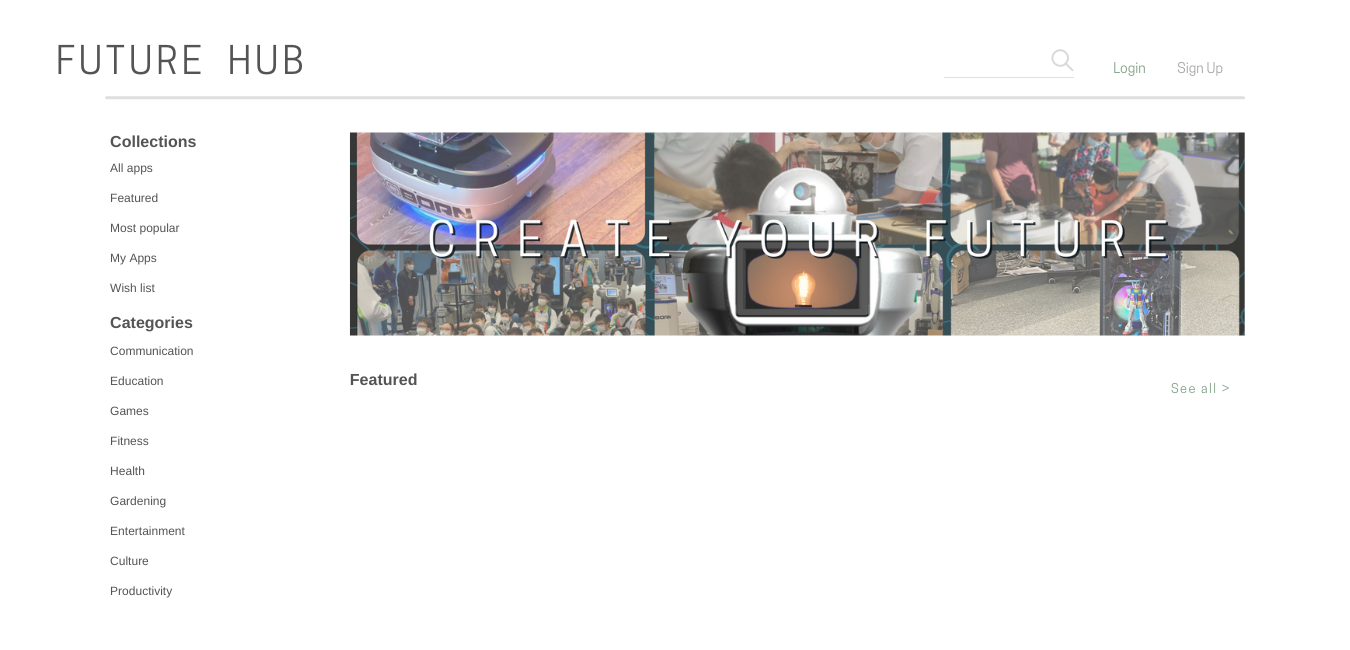 FUTURE HUB
Login
Sign Up
Collections
All apps
Featured
Most popular
My Apps
Wish list
Categories
Communication
Education
Games
Fitness
Health
Gardening
Entertainment
Culture
Productivity
BORN
CREATE YOUR FUTURE
Featured
See all >